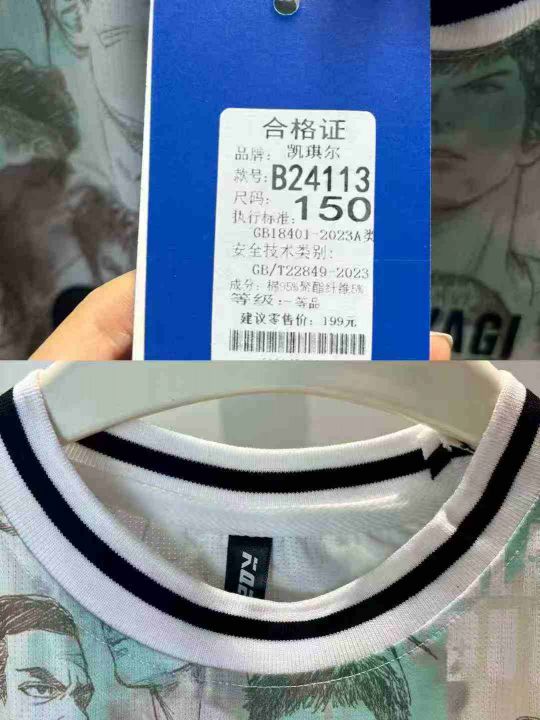 合格证
品牌: 凯琪尔
款号: B24113
尺码: 150
执行标准:
GB18401-2023A类
安全技术类别:
GB/T22849-2023
成分: 棉95%聚酯纤维5%
等级: 一等品
建议零售价: 199元
YAGI